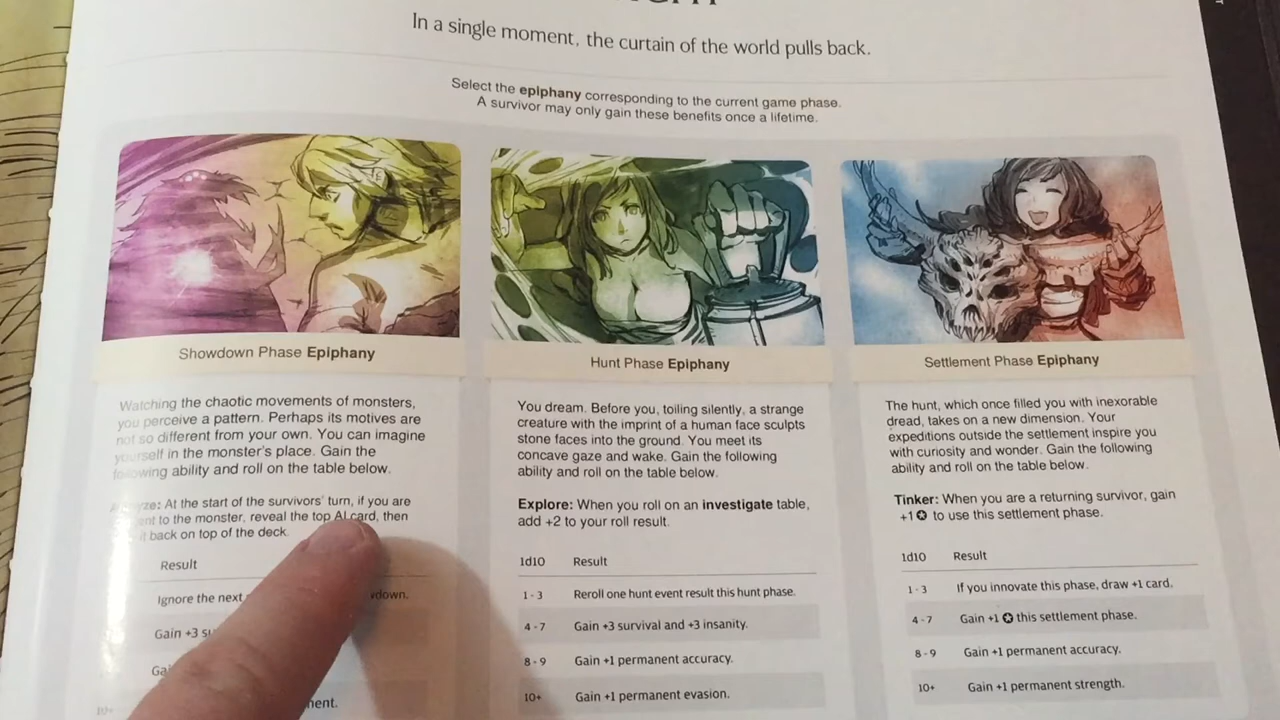 In a single moment, the curtain of the world pulls back.
Select the epiphany corresponding to the current game phase.
A survivor may only gain these benefits once a lifetime.
Showdown Phase Epiphany
Watching the chaotic movements of monsters,
you perceive a pattern. Perhaps its motives are
not so different from your own. You can imagine
yourself in the monster's place. Gain the
following ability and roll on the table below.
At the start of the survivors' turn, if you are
to the monster, reveal the top AI card, then
it back on top of the deck.
Result
Ignore the next
Gain +3
Hunt Phase Epiphany
You dream. Before you, toiling silently, a strange
creature with the imprint of a human face sculpts
stone faces into the ground. You meet its
concave gaze and wake. Gain the following
ability and roll on the table below.
Explore: When you roll on an investigate table,
add +2 to your roll result.
1d10 Result
1 - 3 Reroll one hunt event result this hunt phase.
4 - 7 Gain +3 survival and +3 insanity.
8 - 9 Gain +1 permanent accuracy.
10+ Gain +1 permanent evasion.
Settlement Phase Epiphany
The hunt, which once filled you with inexorable
dread, takes on a new dimension. Your
expeditions outside the settlement inspire you
with curiosity and wonder. Gain the following
ability and roll on the table below.
Tinker: When you are a returning survivor, gain
+1 ✪ to use this settlement phase.
1d10 Result
1 - 3 If you innovate this phase, draw +1 card.
4 - 7 Gain +1 ✪ this settlement phase.
8 - 9 Gain +1 permanent accuracy.
10+ Gain +1 permanent strength.